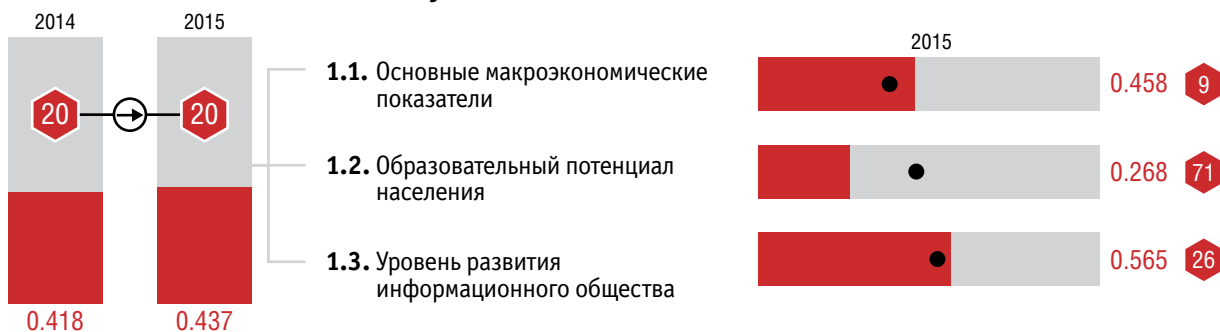 2014
2015
20
20
0.418
0.437
1.1. Основные макроэкономические
показатели
1.2. Образовательный потенциал
населения
1.3. Уровень развития
информационного общества
2015
0.458
9
0.268
71
0.565
26